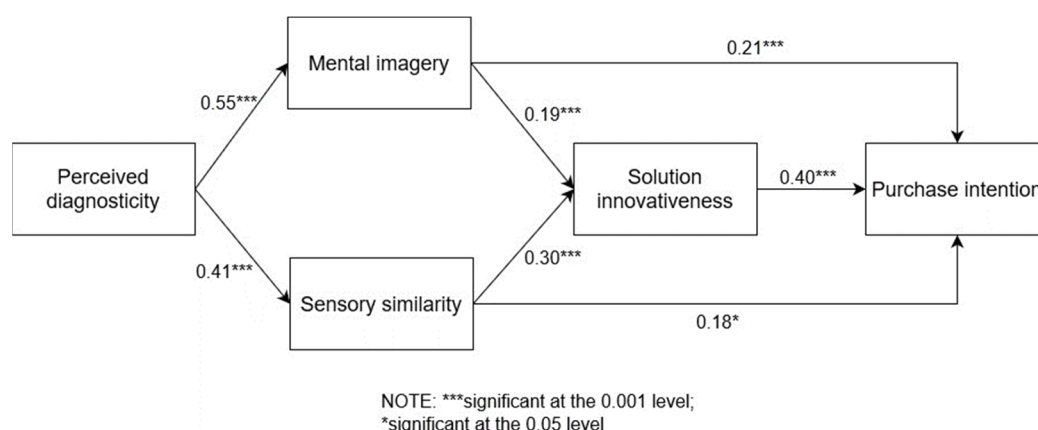 Mental imagery
0.21***
0.55***
0.19***
Perceived
diagnosticity
Solution
innovativeness
0.40***
Purchase intention
0.41***
Sensory similarity
0.30***
0.18*
NOTE: ***significant at the 0.001 level;
*significant at the 0.05 level